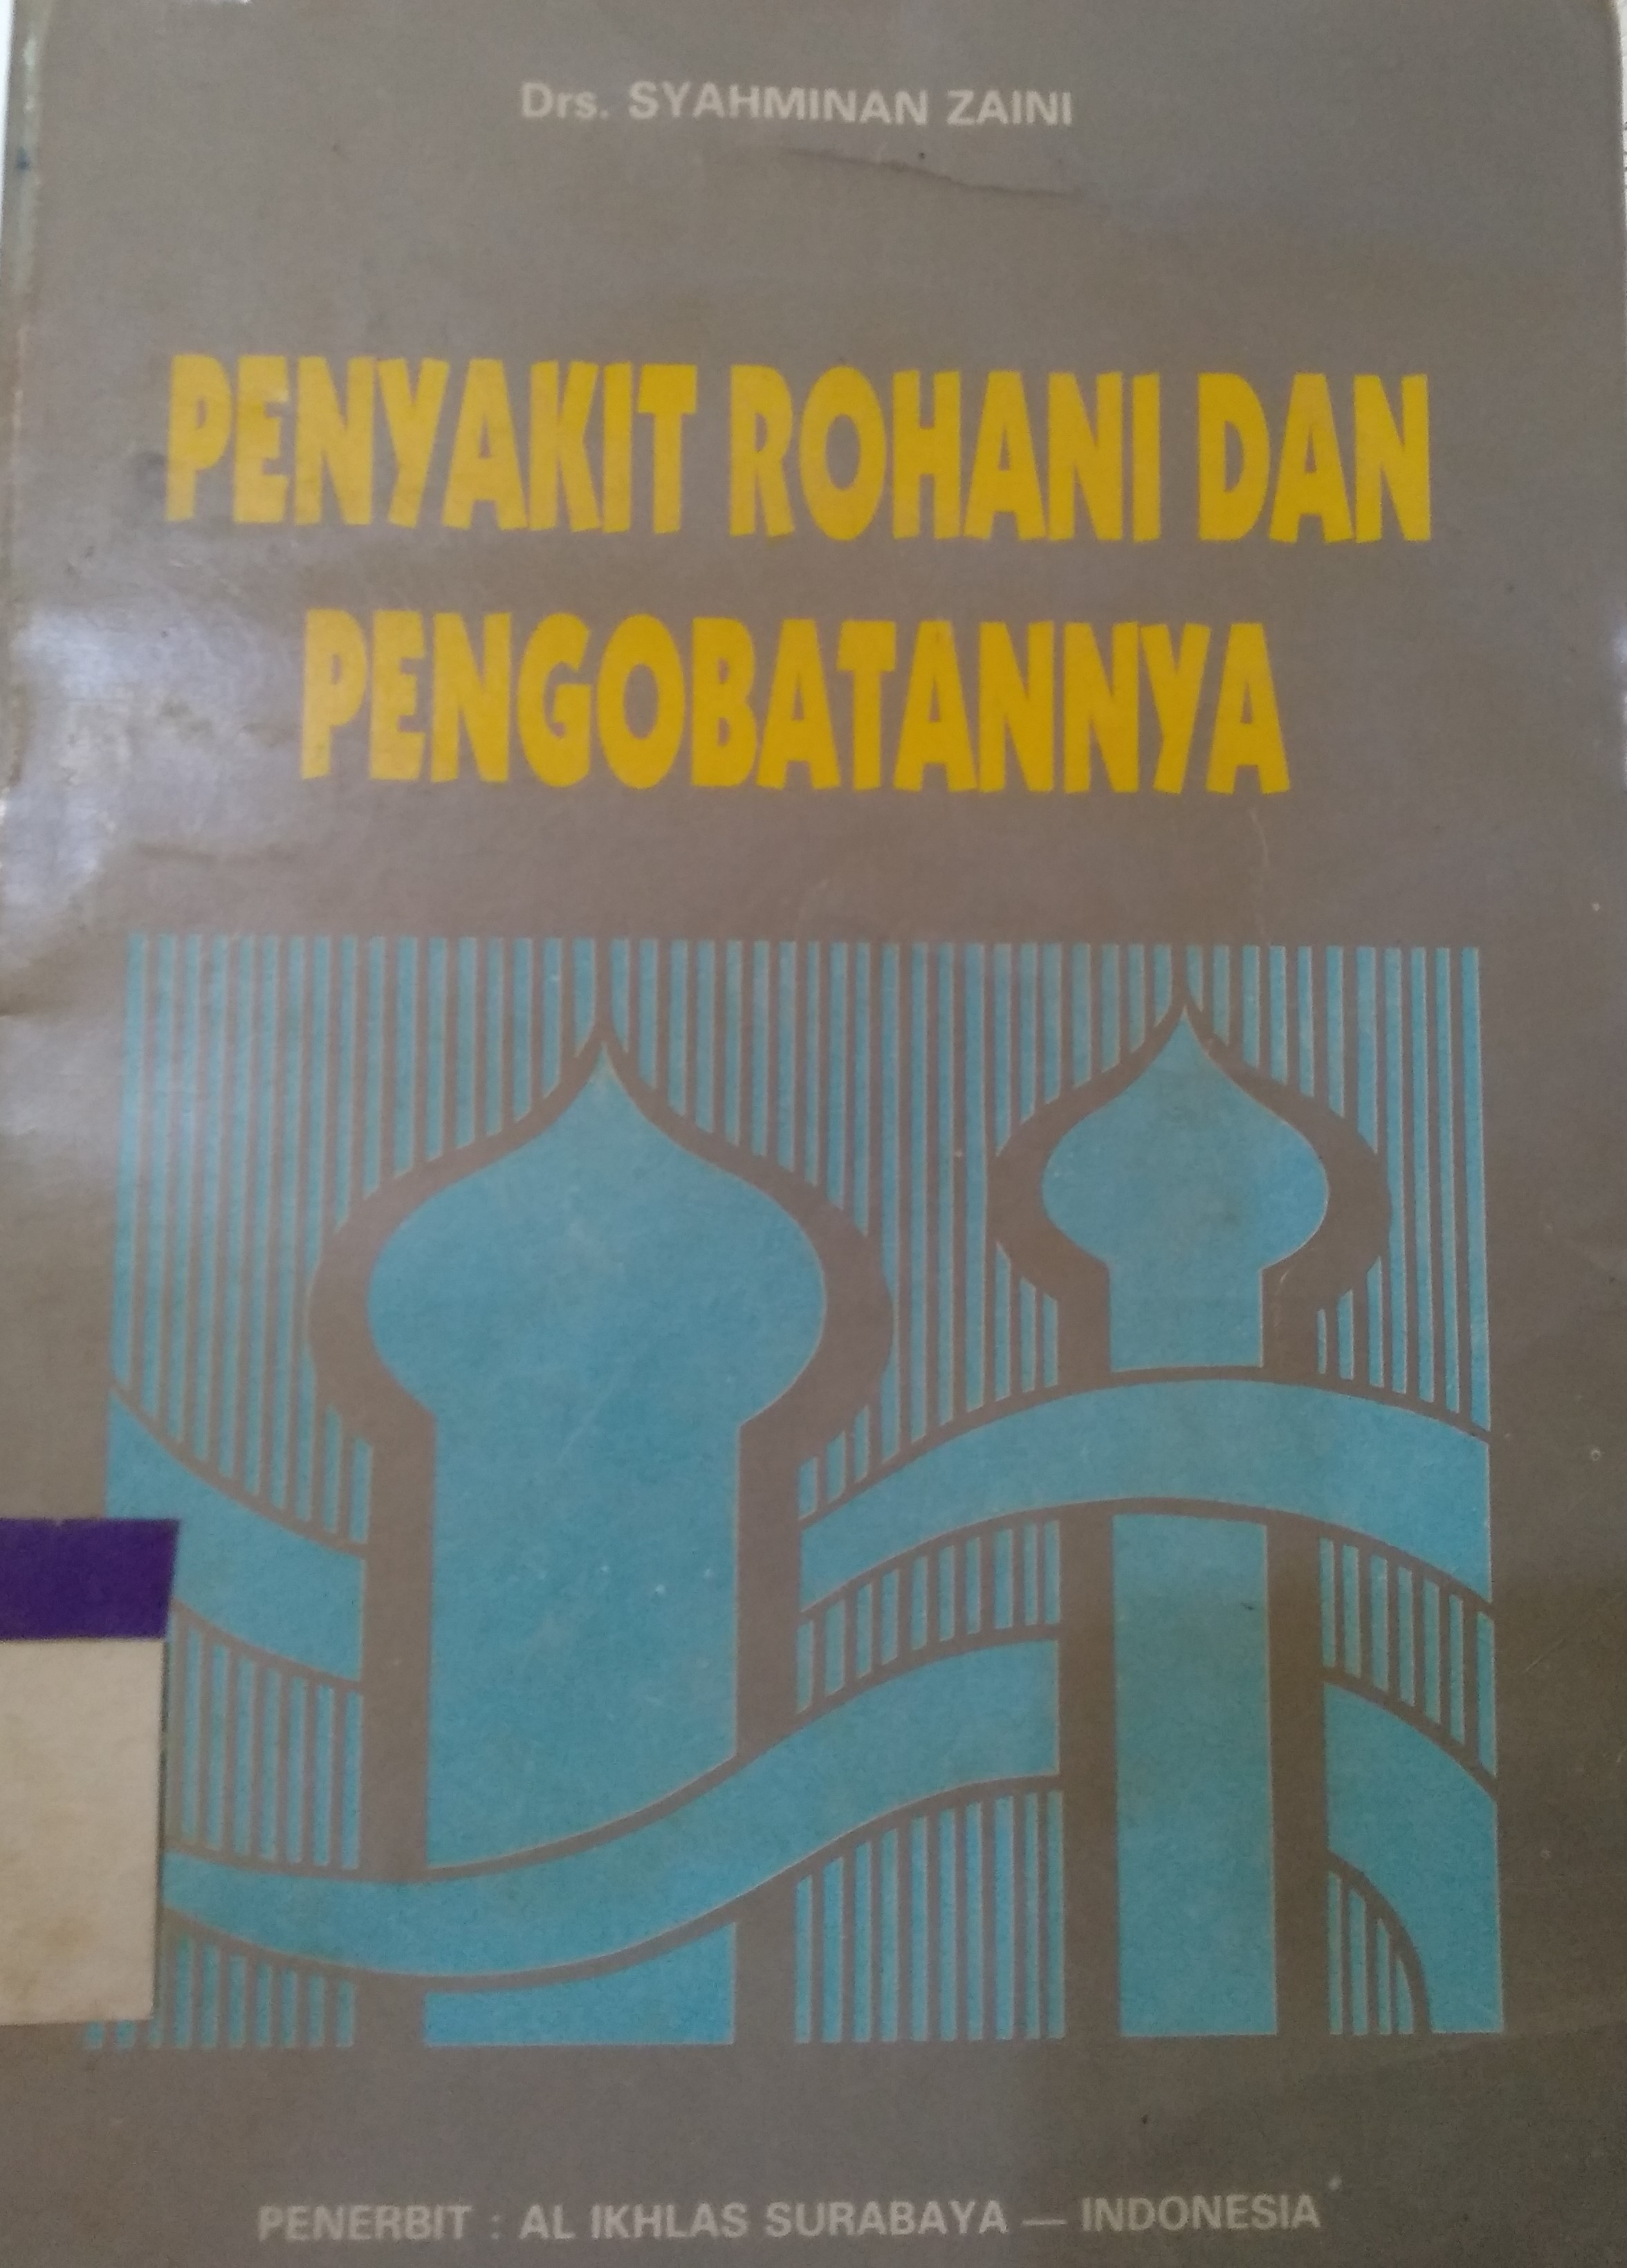 Drs. SYAHMINAN ZAINI
PENYAKIT ROHANI DAN
PENGOBATANNYA
PENERBIT : AL IKHLAS SURABAYA — INDONESIA